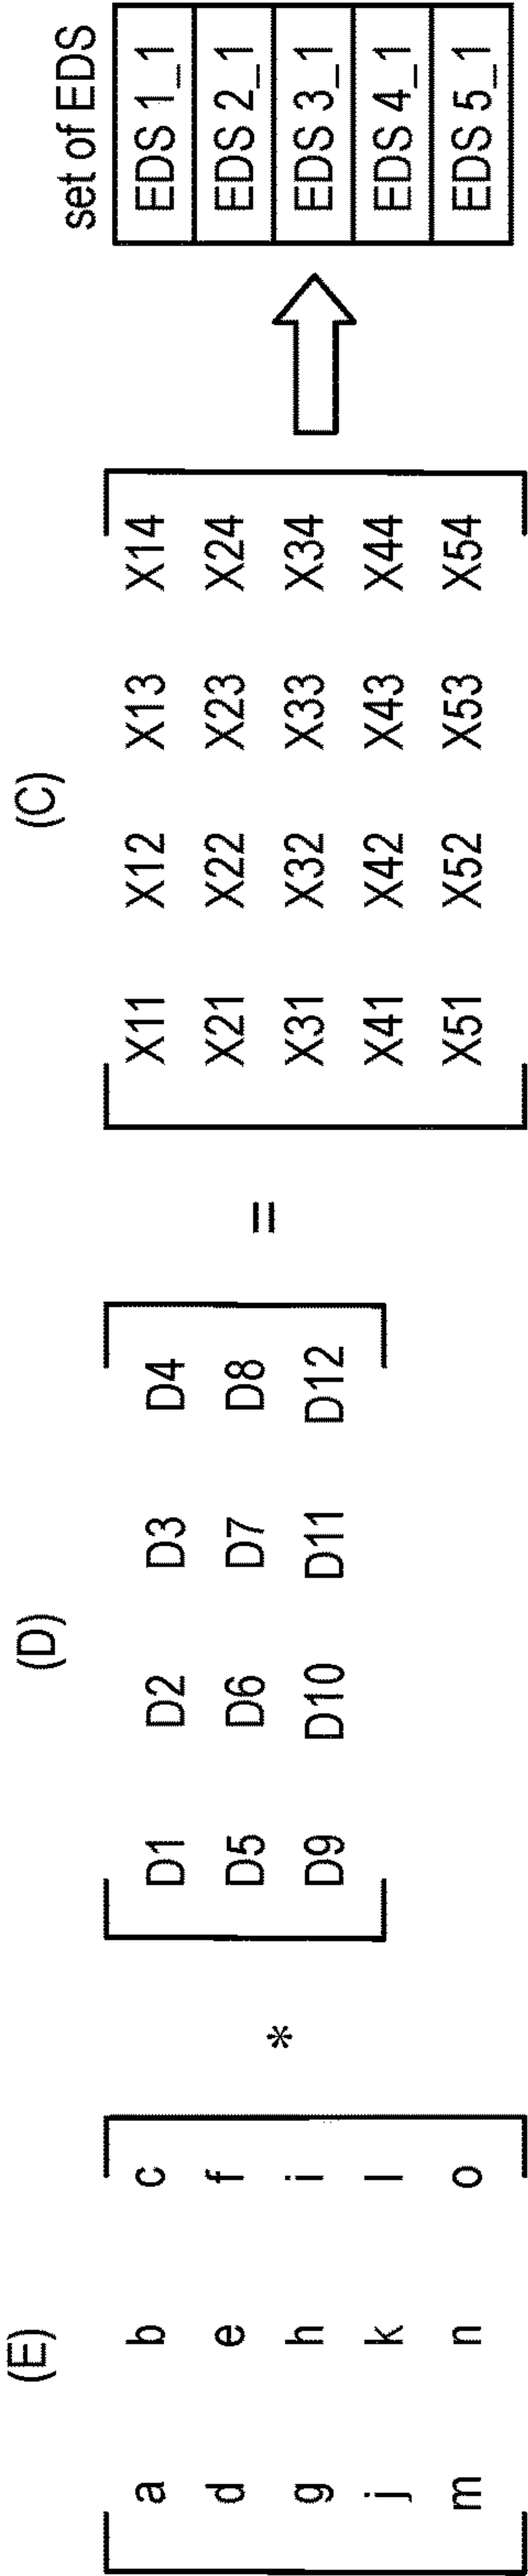 (E)
a b c
d e f
g h i
j k l
m n o
*
(D)
D1 D2 D3 D4
D5 D6 D7 D8
D9 D10 D11 D12
=
(C)
X11 X12 X13 X14
X21 X22 X23 X24
X31 X32 X33 X34
X41 X42 X43 X44
X51 X52 X53 X54
set of EDS
EDS 1_1
EDS 2_1
EDS 3_1
EDS 4_1
EDS 5_1